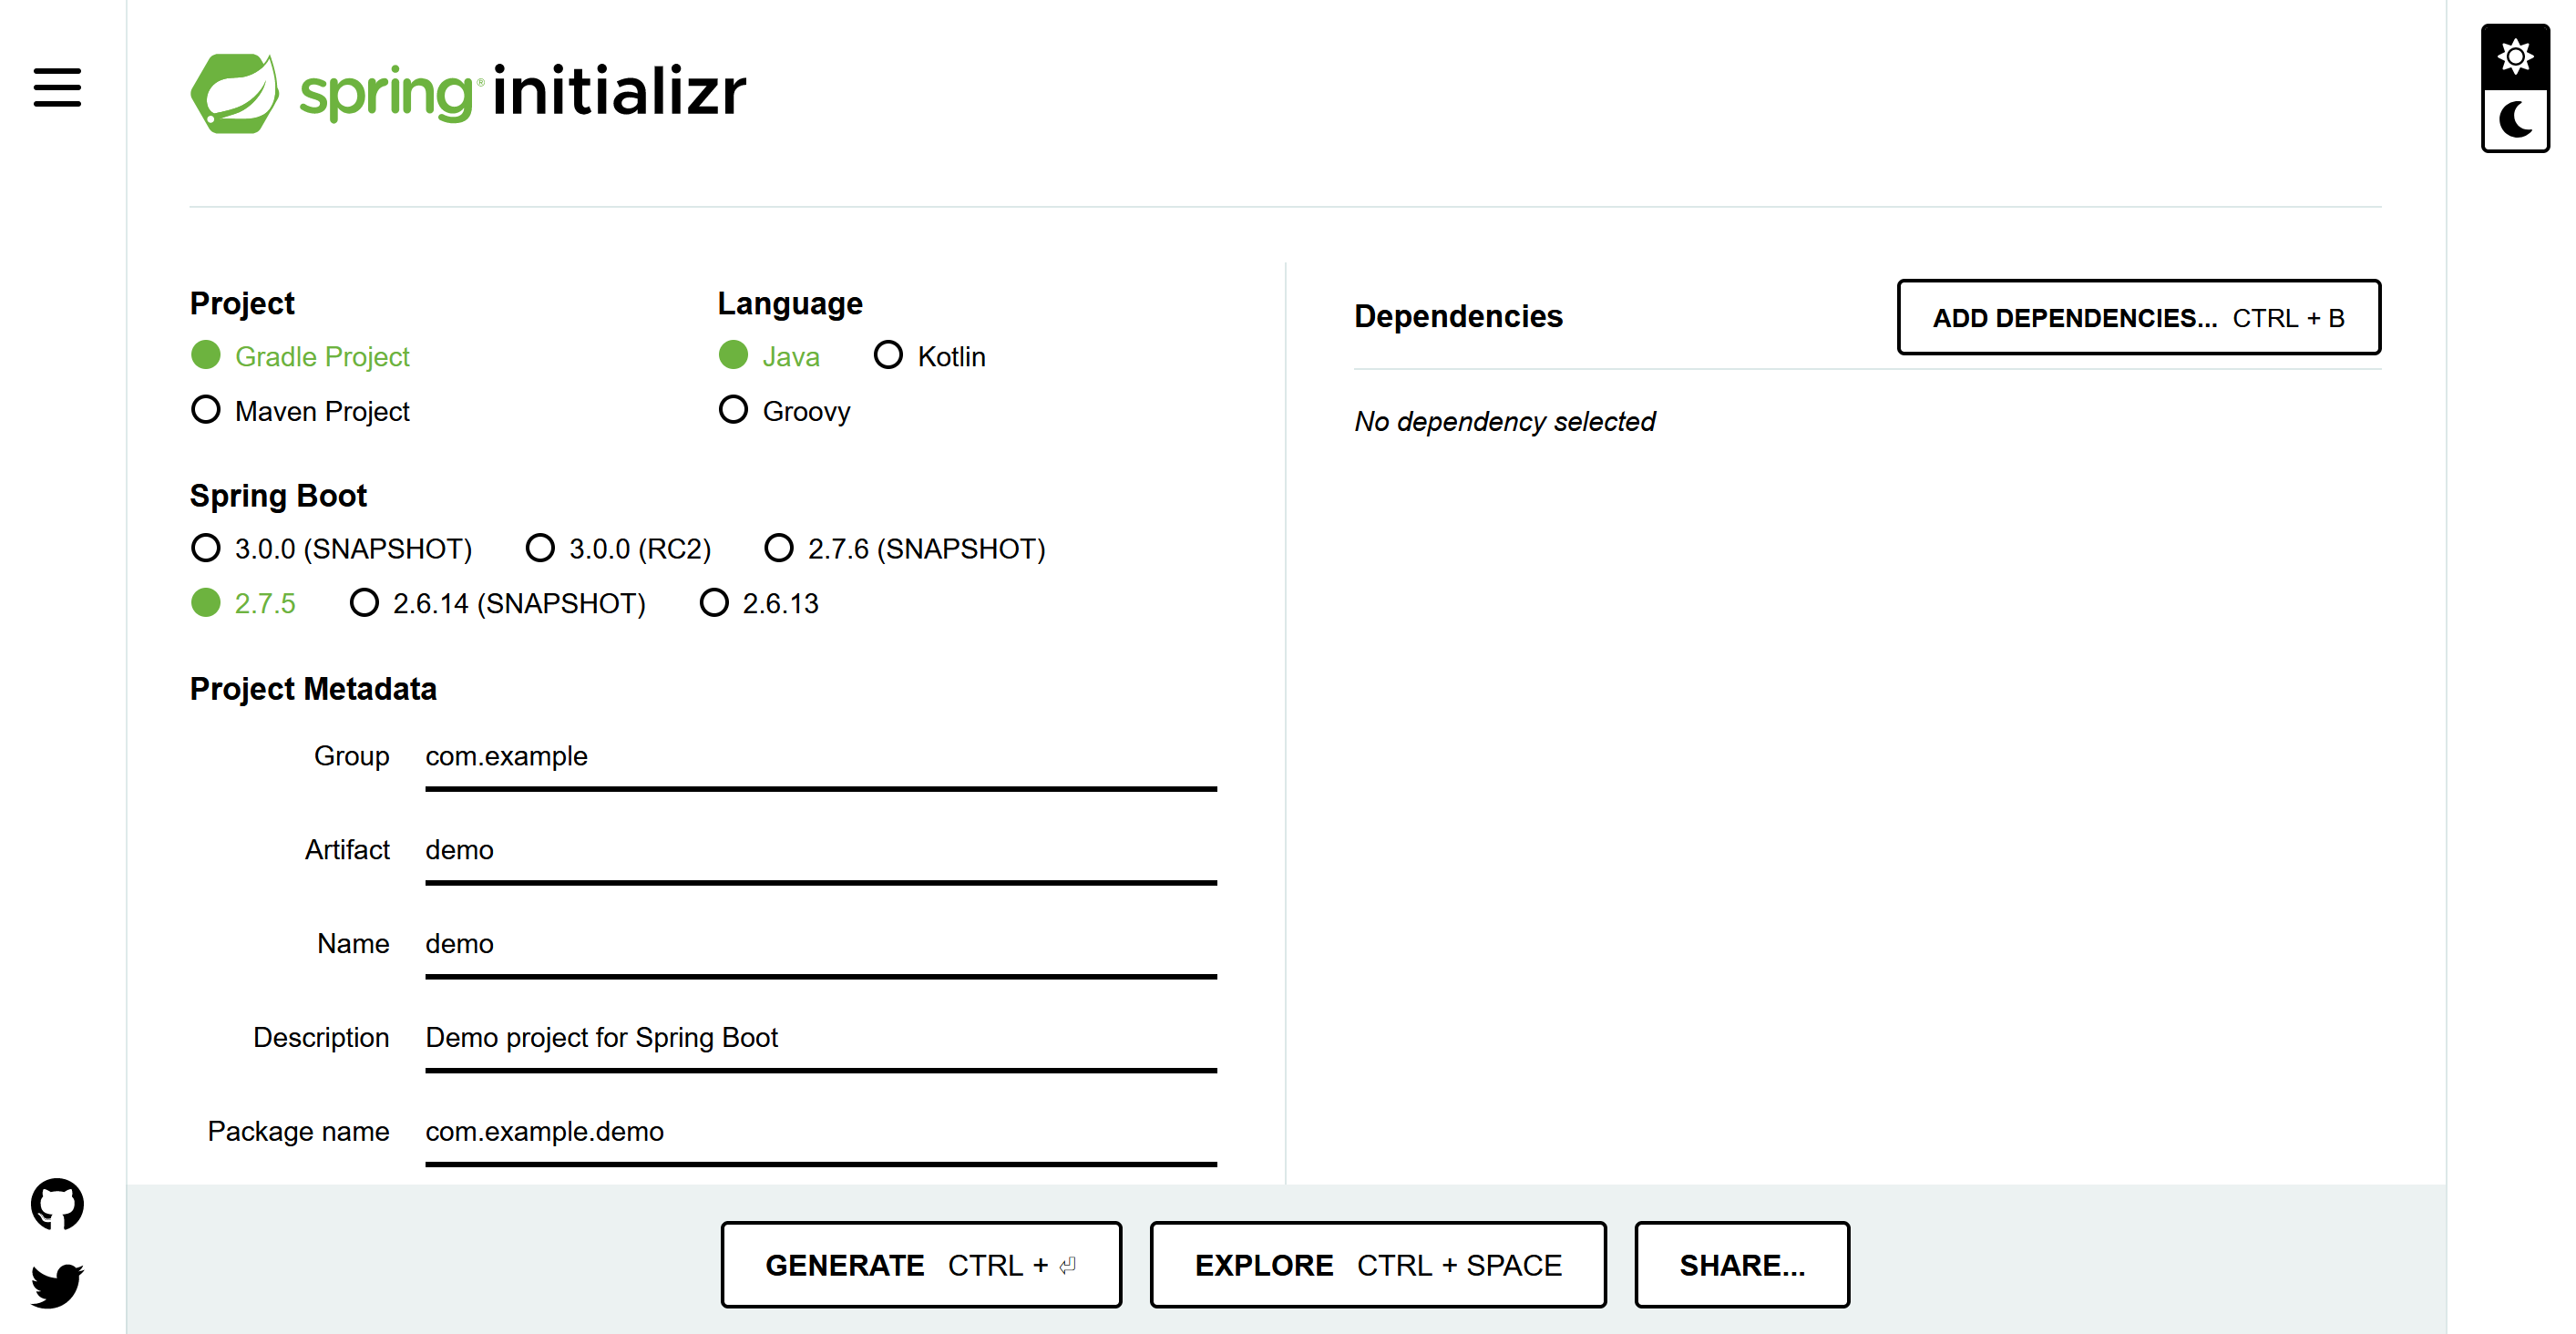 spring® initializr
Project
Gradle Project
Maven Project
Language
Java Kotlin
Groovy
Spring Boot
3.0.0 (SNAPSHOT) 3.0.0 (RC2) 2.7.6 (SNAPSHOT)
2.7.5 2.6.14 (SNAPSHOT) 2.6.13
Project Metadata
Group com.example
Artifact demo
Name demo
Description Demo project for Spring Boot
Package name com.example.demo
Dependencies ADD DEPENDENCIES... CTRL + B
No dependency selected
GENERATE CTRL + ⏎ EXPLORE CTRL + SPACE SHARE...